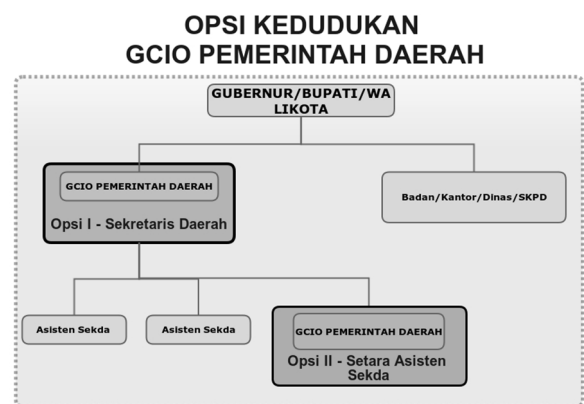 OPSI KEDUDUKAN
GCIO PEMERINTAH DAERAH
GUBERNUR/BUPATI/WA
LIKOTA
GCIO PEMERINTAH DAERAH
Opsi I - Sekretaris Daerah
Badan/Kantor/Dinas/SKPD
Asisten Sekda
Asisten Sekda
GCIO PEMERINTAH DAERAH
Opsi II - Setara Asisten
Sekda